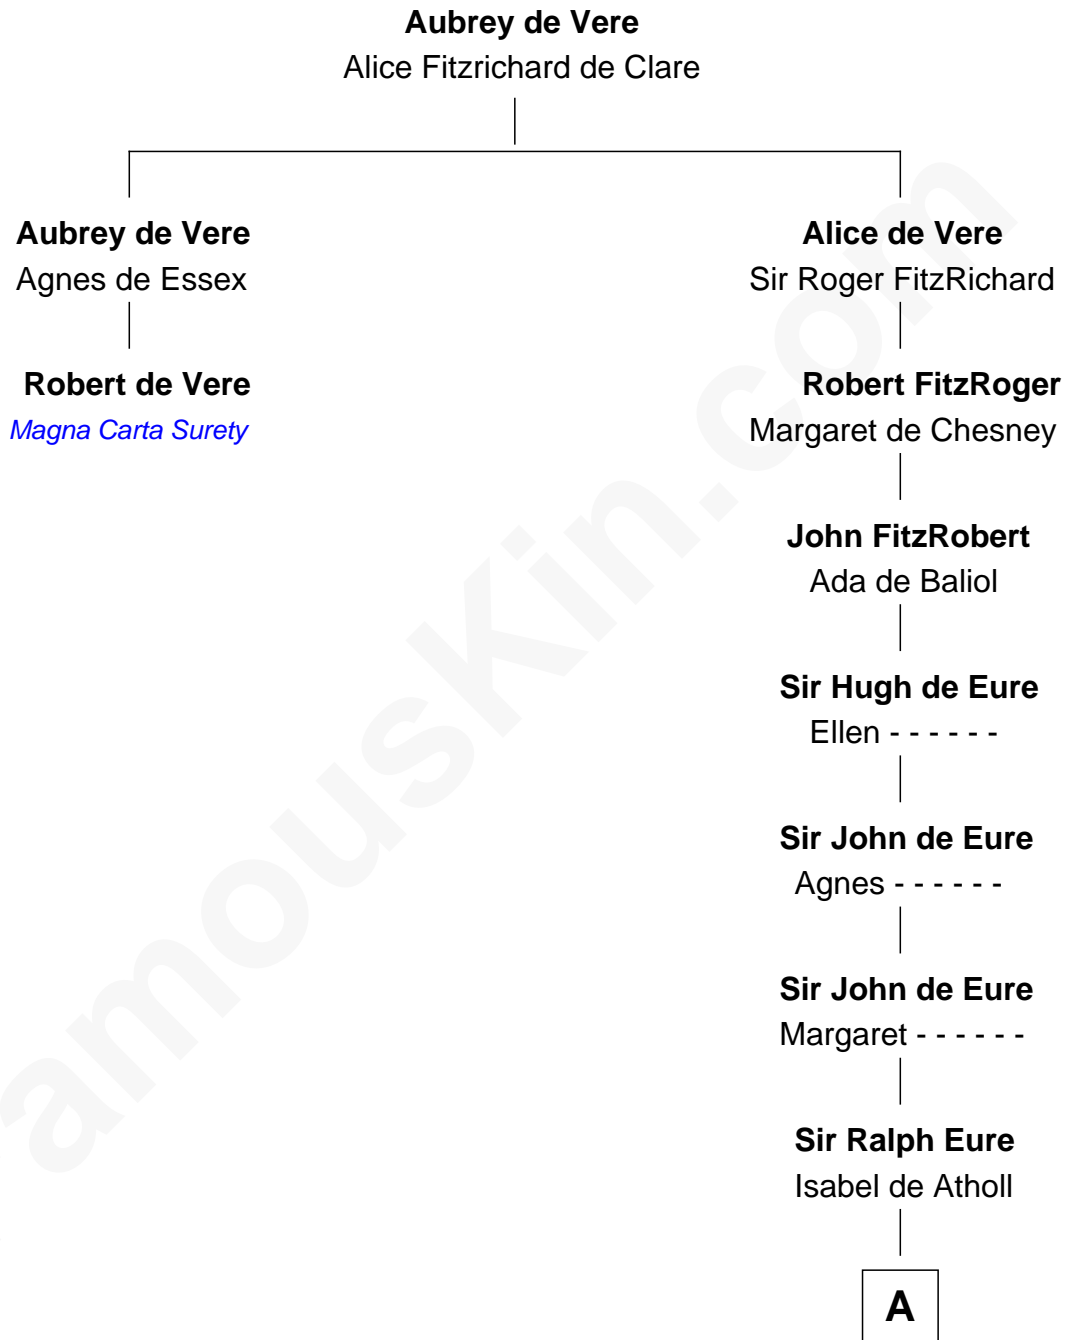 Aubrey de Vere
Alice Fitzrichard de Clare
Aubrey de Vere
Agnes de Essex
Robert de Vere
Magna Carta Surety
Alice de Vere
Sir Roger FitzRichard
Robert FitzRoger
Margaret de Chesney
John FitzRobert
Ada de Baliol
Sir Hugh de Eure
Ellen - - - - - -
Sir John de Eure
Agnes - - - - - -
Sir John de Eure
Margaret - - - - - -
Sir Ralph Eure
Isabel de Atholl
A
amouskin.com